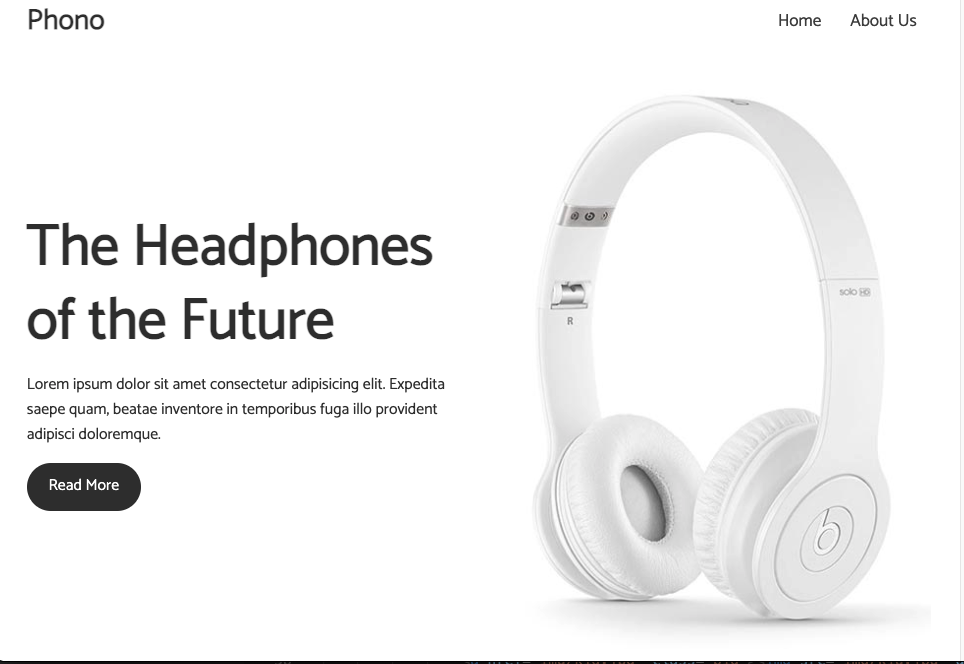 Phono
Home
About Us
The Headphones
of the Future
Lorem ipsum dolor sit amet consectetur adipisicing elit. Expedita
saepe quam, beatae inventore in temporibus fuga illo provident
adipisci doloremque.
Read More
solo HD
R
b